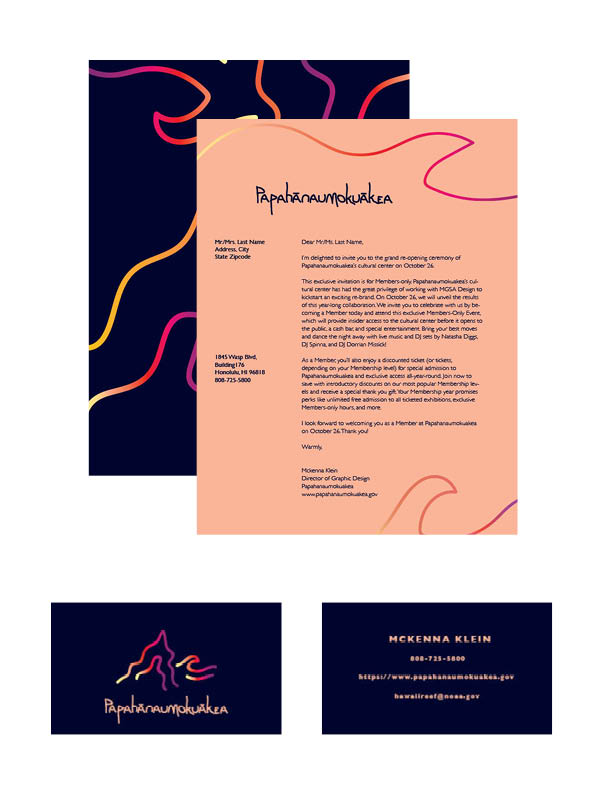 Papahānaumokuākea
Mr./Mrs. Last Name
Address, City
State Zipcode
1845 Wasp Blvd,
Building176
Honolulu, HI 96818
808-725-5800
Dear Mr./Ms. Last Name,
I'm delighted to invite you to the grand re-opening ceremony of
Papahanaumokuakea's cultural center on October 26.
This exclusive invitation is for Members-only. Papahanaumokuakea's cul-
tural center has had the great privilege of working with MGSA Design to
kickstart an exciting re-brand. On October 26, we will unveil the results
of this year-long collaboration. We invite you to celebrate with us by be-
coming a Member today and attend this exclusive Members-Only Event,
which will provide insider access to the cultural center before it opens to
the public, a cash bar, and special entertainment. Bring your best moves
and dance the night away with live music and DJ sets by Natasha Diggs,
DJ Spinna, and DJ Dorrian Missick!
As a Member, you'll also enjoy a discounted ticket (or tickets,
depending on your Membership level) for special admission to
Papahanaumokuakea and exclusive access all-year-round. Join now to
save with introductory discounts on our most popular Membership lev-
els and receive a special thank you gift. Your Membership year promises
perks like unlimited free admission to all ticketed exhibitions, exclusive
Members-only hours, and more.
I look forward to welcoming you as a Member at Papahanaumokuakea
on October 26. Thank you!
Warmly,
Mckenna Klein
Director of Graphic Design
Papahanaumokuakea
www.papahanaumokuakea.gov
Papahānaumokuākea
MCKENNA KLEIN
808-725-5800
https://www.papahanaumokuakea.gov
hawaiireef@noaa.gov